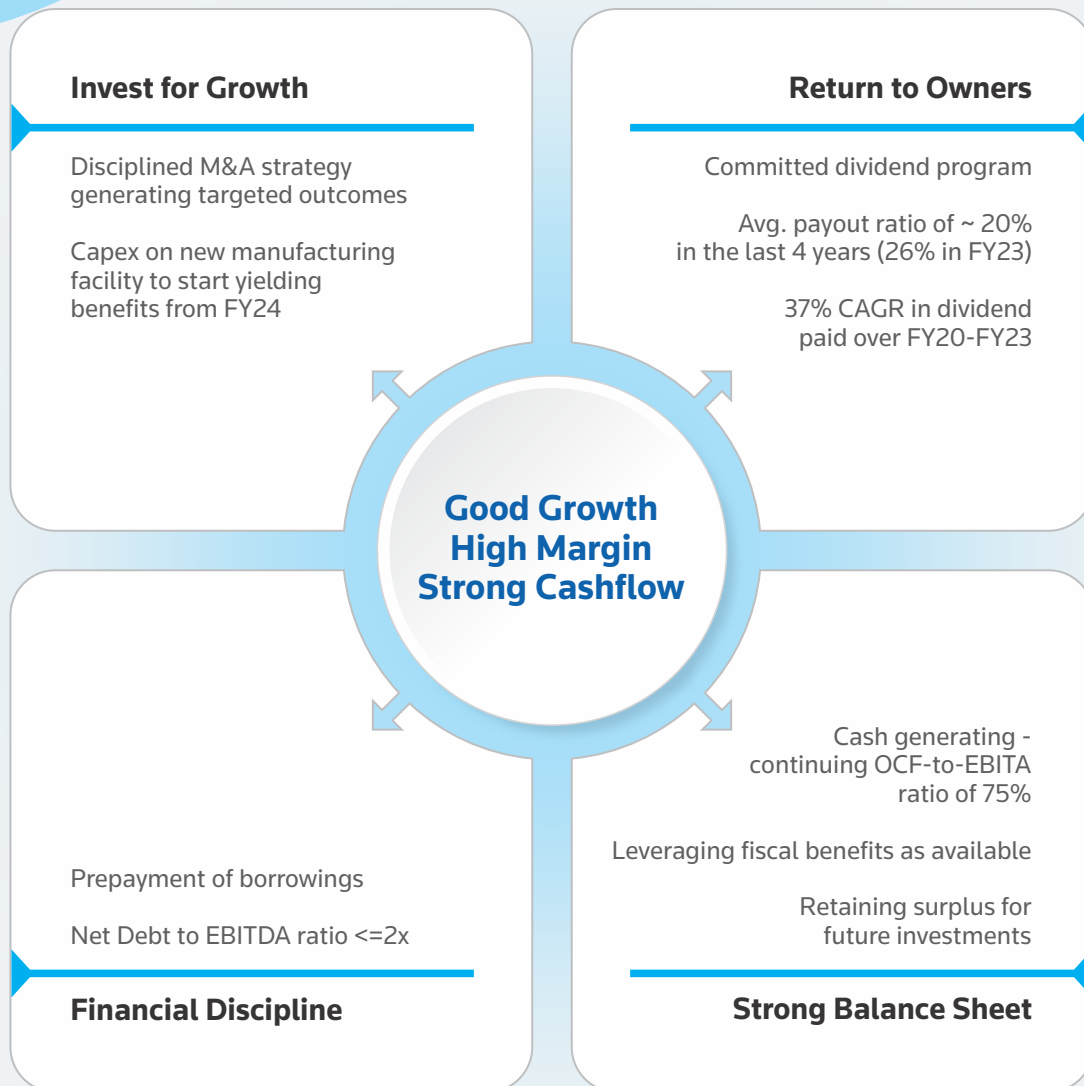 Invest for Growth
Disciplined M&A strategy
generating targeted outcomes
Capex on new manufacturing
facility to start yielding
benefits from FY24
Return to Owners
Committed dividend program
Avg. payout ratio of ~ 20%
in the last 4 years (26% in FY23)
37% CAGR in dividend
paid over FY20-FY23
Good Growth
High Margin
Strong Cashflow
Prepayment of borrowings
Net Debt to EBITDA ratio <=2x
Financial Discipline
Cash generating -
continuing OCF-to-EBITA
ratio of 75%
Leveraging fiscal benefits as available
Retaining surplus for
future investments
Strong Balance Sheet